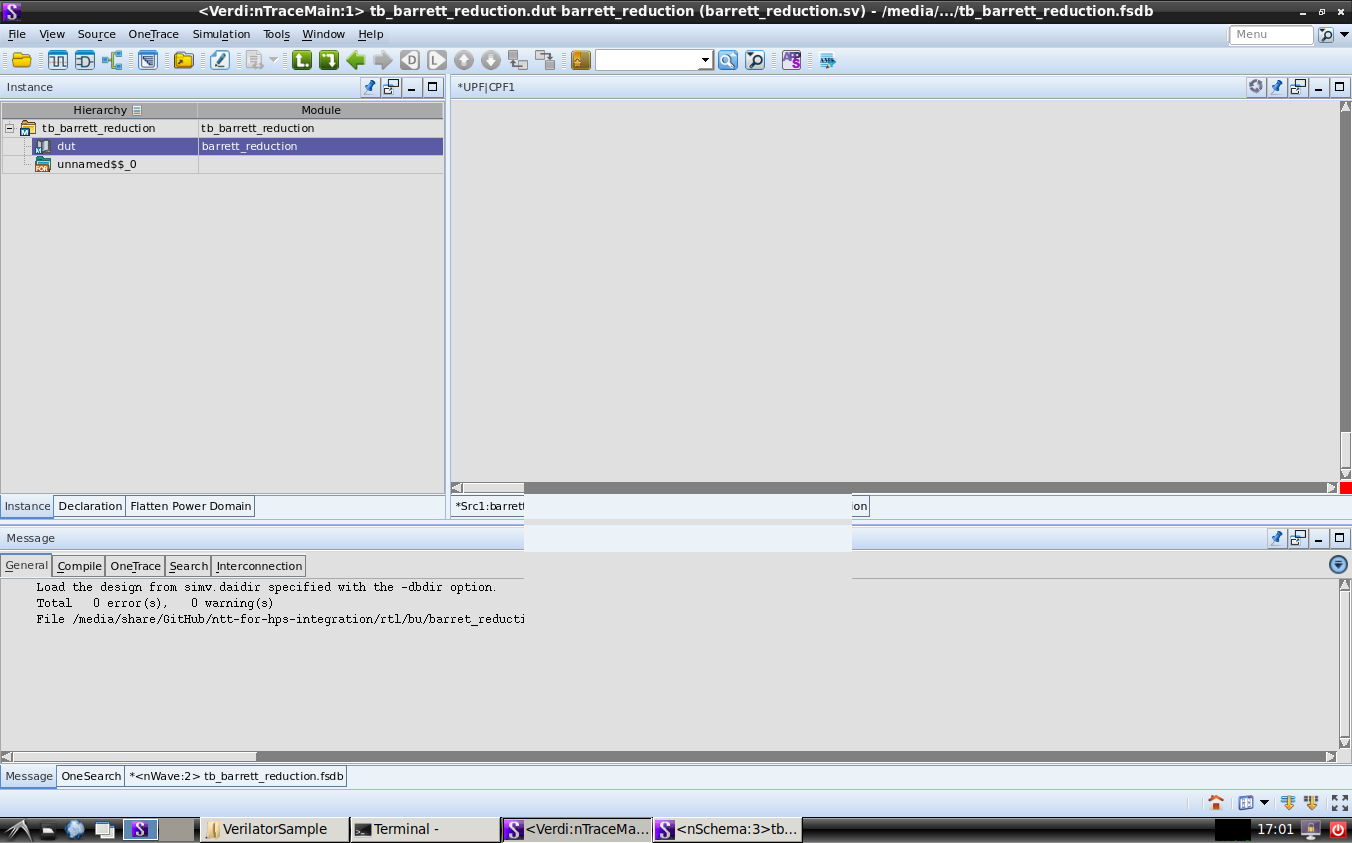 <Verdi:nTraceMain:1> tb_barrett_reduction.dut barrett_reduction (barrett_reduction.sv) - /media/.../tb_barrett_reduction.fsdb
File View Source OneTrace Simulation Tools Window Help
Menu
Instance
*UPF|CPF1
Hierarchy Module
tb_barrett_reduction tb_barrett_reduction
dut barrett_reduction
unnamed$$_0
Instance Declaration Flatten Power Domain
*Src1:barrett
ion
Message
General Compile OneTrace Search Interconnection
Load the design from simv.daidir specified with the -dbdir option.
Total 0 error(s), 0 warning(s)
File /media/share/GitHub/ntt-for-hps-integration/rtl/bu/barret_reducti
Message OneSearch *<nWave:2> tb_barrett_reduction.fsdb
VerilatorSample Terminal - <Verdi:nTraceMa... <nSchema:3>tb... 17:01